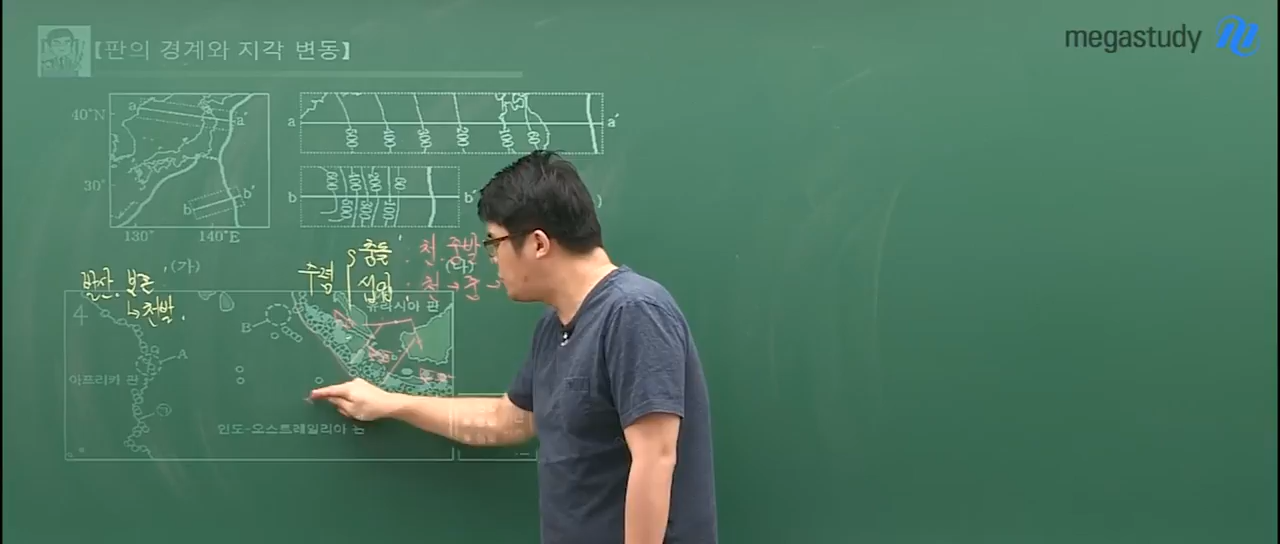 【판의 경계와 지각 변동】
megastudy
40°N
a
a'
30°
b
b'
130°
140°E
a
a'
b
b'
(가)
(나)
발산, 보존
↳ 천발
수렴
충돌 : 천, 중발
섭입 : 천→중→
유라시아 판
B
A
아프리카 판
인도-오스트레일리아 판